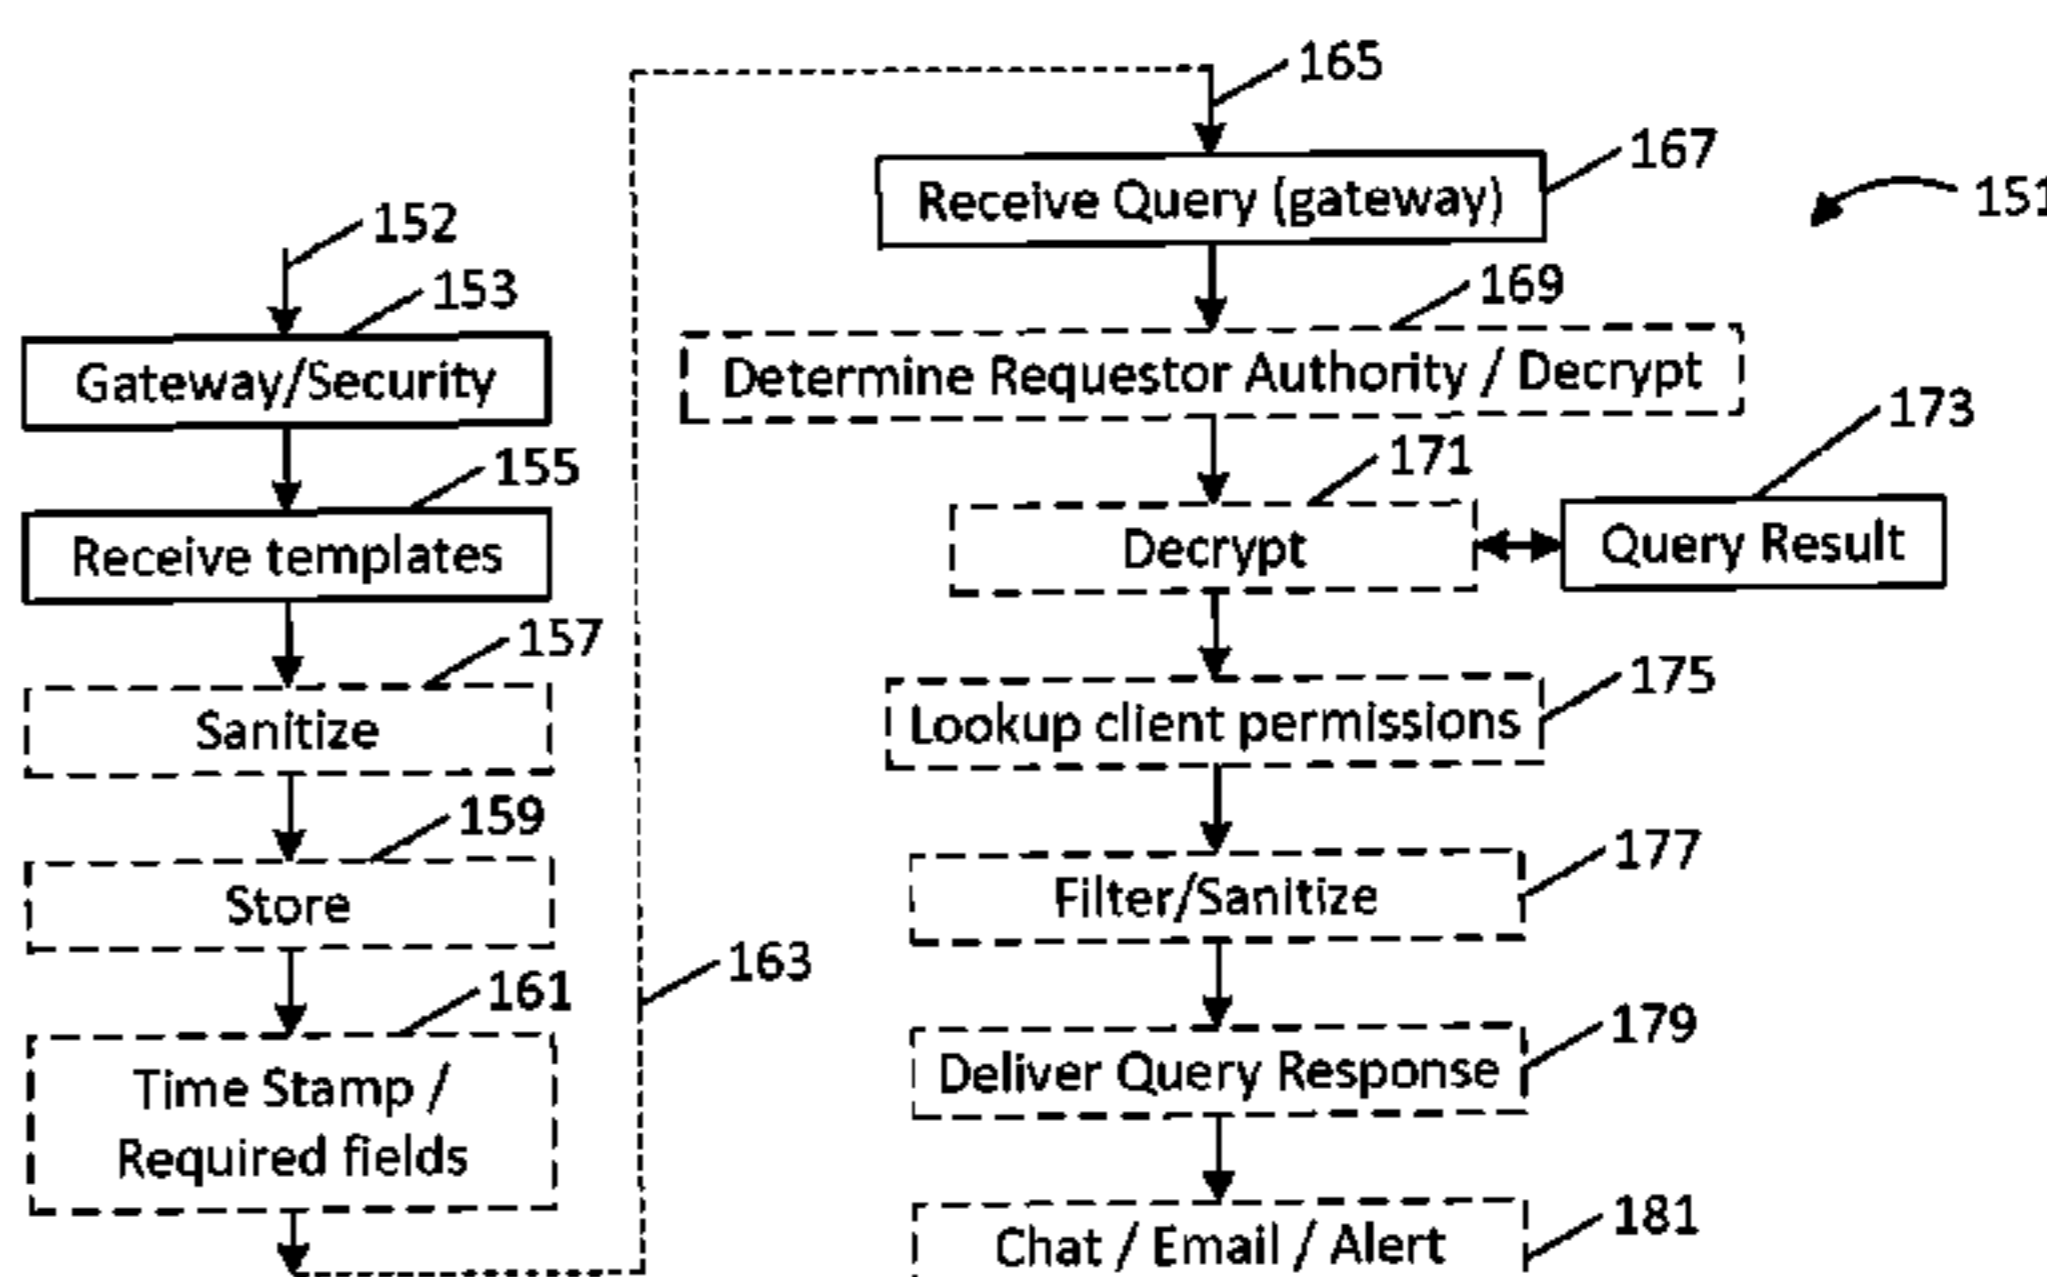 152
153
Gateway/Security
155
Receive templates
157
Sanitize
159
Store
161
Time Stamp /
Required fields
163
165
167
Receive Query (gateway)
151
169
Determine Requestor Authority / Decrypt
171
173
Decrypt
Query Result
175
Lookup client permissions
177
Filter/Sanitize
179
Deliver Query Response
181
Chat / Email / Alert